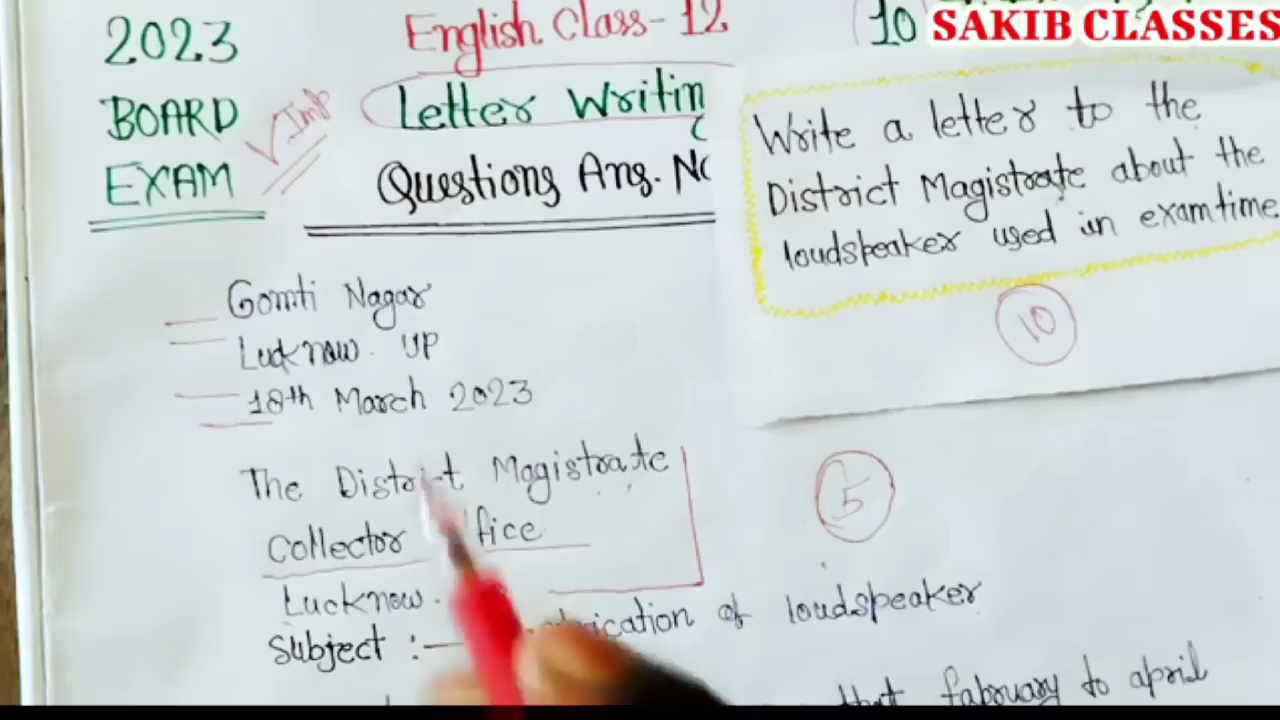 2023
BOARD
EXAM
Imp
English Class-12
Letter Writin
Questions Ans.
10
SAKIB CLASSES
Write a letter to the
District Magistrate about the
loudspeaker used in examtime
10
Gomti Nagar
Lucknow. UP
18th March 2023
The District Magistrate
Collector ffice
Lucknow.
5
Subject :- of loudspeaker
that fabruary to april